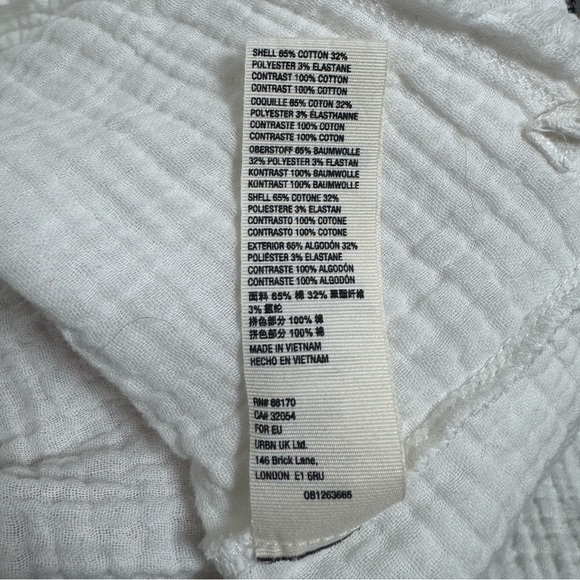 SHELL 65% COTTON 32%
POLYESTER 3% ELASTANE
CONTRAST 100% COTTON
CONTRAST 100% COTTON
COQUILLE 65% COTON 32%
POLYESTER 3% ÉLASTHANNE
CONTRASTE 100% COTON
CONTRASTE 100% COTON
OBERSTOFF 65% BAUMWOLLE
32% POLYESTER 3% ELASTAN
KONTRAST 100% BAUMWOLLE
KONTRAST 100% BAUMWOLLE
SHELL 65% COTONE 32%
POLIESTERE 3% ELASTAN
CONTRASTO 100% COTONE
CONTRASTO 100% COTONE
EXTERIOR 65% ALGODÓN 32%
POLIÉSTER 3% ELASTANE
CONTRASTE 100% ALGODÓN
CONTRASTE 100% ALGODÓN
面料 65% 棉 32% 聚酯纤维
3% 氨纶
拼色部分 100% 棉
拼色部分 100% 棉
MADE IN VIETNAM
HECHO EN VIETNAM
RN# 66170
CA# 32054
FOR EU
URBN UK Ltd.
146 Brick Lane,
LONDON E1 6RU
OB1263665